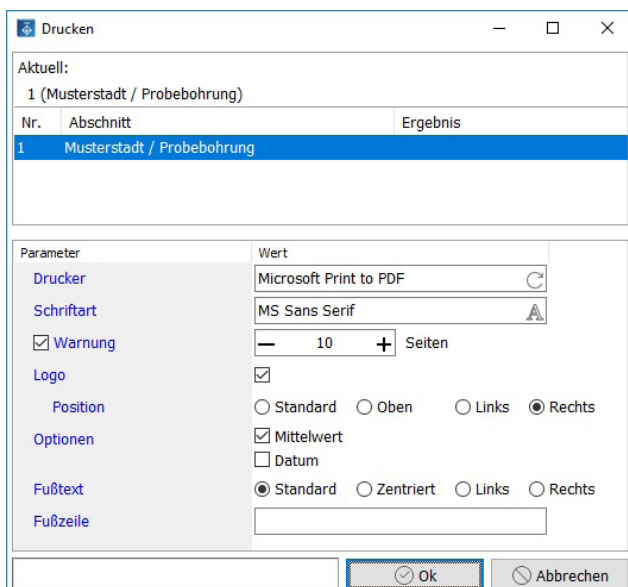 Drucken
Aktuell:
1 (Musterstadt / Probebohrung)
Nr. Abschnitt Ergebnis
1 Musterstadt / Probebohrung
Parameter Wert
Drucker Microsoft Print to PDF
Schriftart MS Sans Serif
Warnung 10 Seiten
Logo
Position Standard Oben Links Rechts
Optionen Mittelwert
Datum
Fußtext Standard Zentriert Links Rechts
Fußzeile
Ok Abbrechen